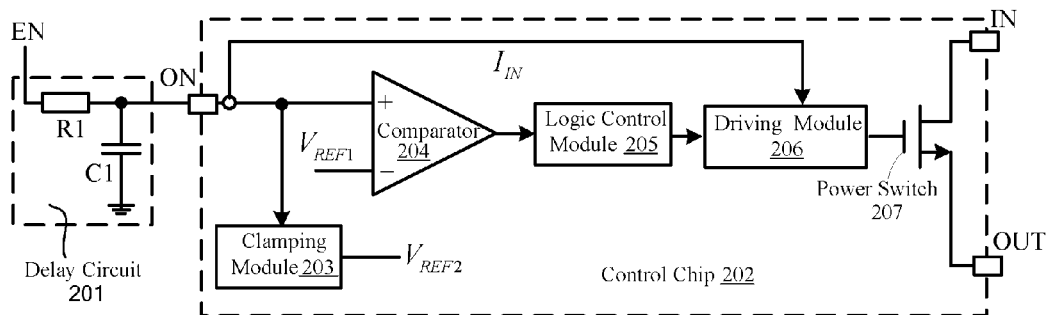 EN
IN
ON
I_IN
R1
C1
+
Comparator
204
−
V_REF1
Logic Control
Module 205
Driving Module
206
Power Switch
207
Clamping
Module 203
V_REF2
OUT
Control Chip 202
Delay Circuit
201